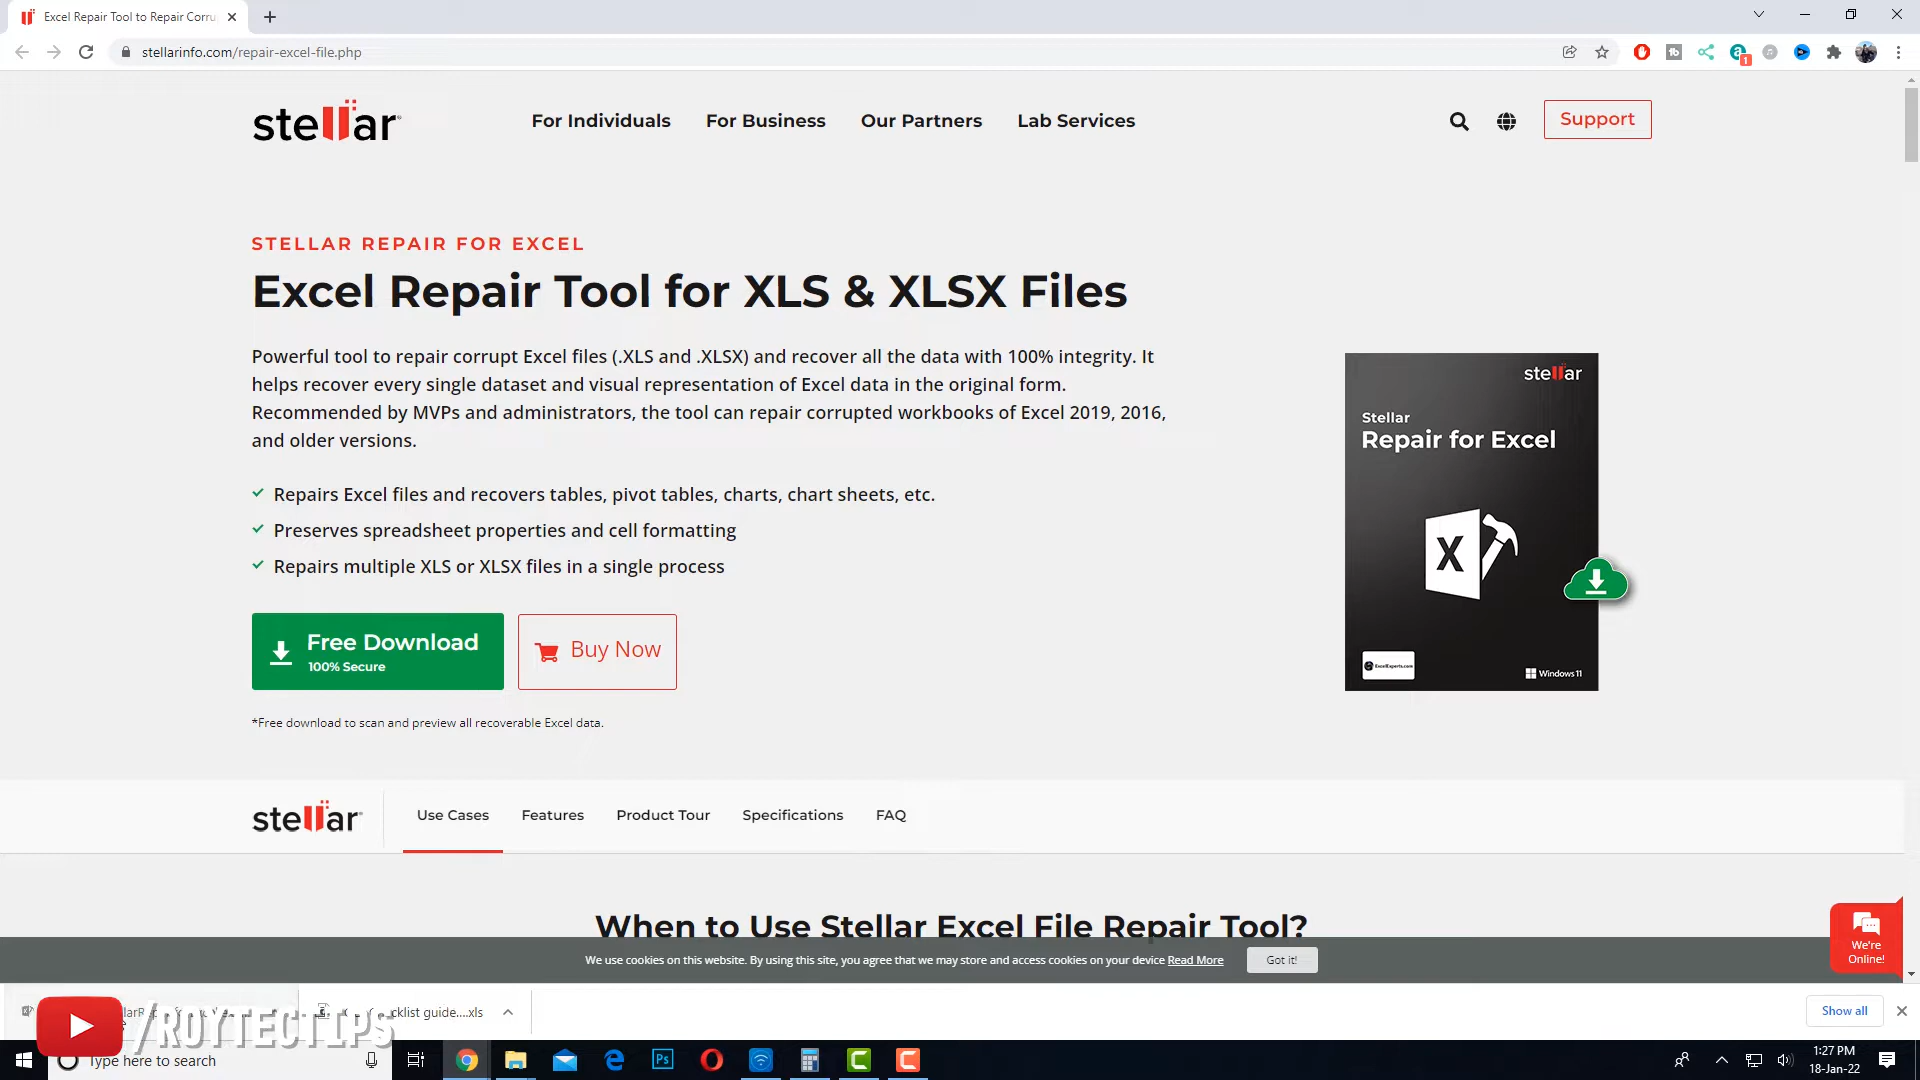 Excel Repair Tool to Repair Corru
stellarinfo.com/repair-excel-file.php
1
stellar
For Individuals
For Business
Our Partners
Lab Services
Support
STELLAR REPAIR FOR EXCEL
Excel Repair Tool for XLS & XLSX Files
Powerful tool to repair corrupt Excel files (.XLS and .XLSX) and recover all the data with 100% integrity. It
helps recover every single dataset and visual representation of Excel data in the original form.
Recommended by MVPs and administrators, the tool can repair corrupted workbooks of Excel 2019, 2016,
and older versions.
Repairs Excel files and recovers tables, pivot tables, charts, chart sheets, etc.
Preserves spreadsheet properties and cell formatting
Repairs multiple XLS or XLSX files in a single process
Free Download
100% Secure
Buy Now
*Free download to scan and preview all recoverable Excel data.
stellar
Stellar
Repair for Excel
X
ExcelExperts.com
Windows 11
stellar
Use Cases
Features
Product Tour
Specifications
FAQ
When to Use Stellar Excel File Repair Tool?
We use cookies on this website. By using this site, you agree that we may store and access cookies on your device Read More
Got it!
We're
Online!
cklist guide....xls
Show all
/ROYTECTIPS
Type here to search
Ps
1:27 PM
18-Jan-22